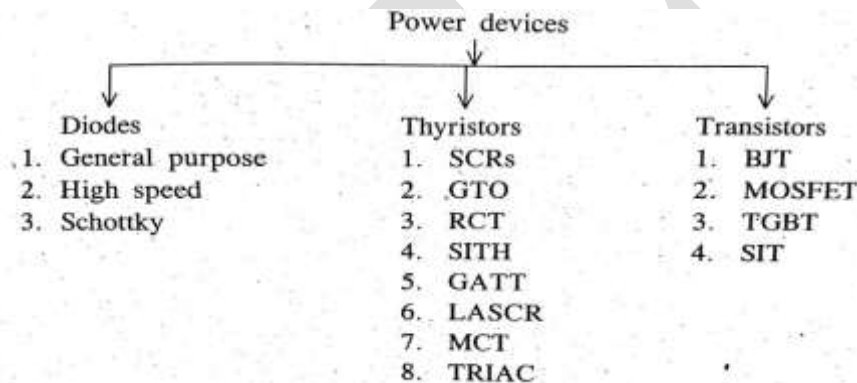 Power devices
Diodes
1. General purpose
2. High speed
3. Schottky
Thyristors
1. SCRs
2. GTO
3. RCT
4. SITH
5. GATT
6. LASCR
7. MCT
8. TRIAC
Transistors
1. BJT
2. MOSFET
3. TGBT
4. SIT